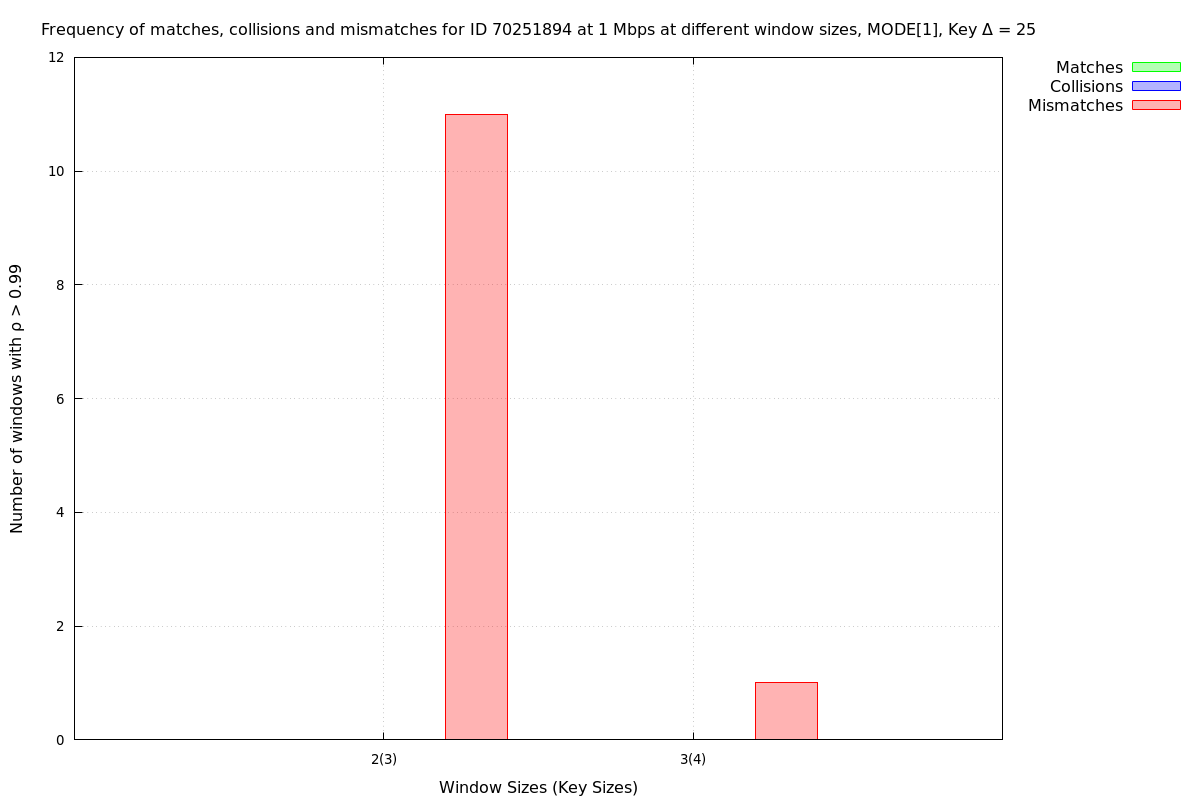 Frequency of matches, collisions and mismatches for ID 70251894 at 1 Mbps at different window sizes, MODE[1], Key Δ = 25
Matches
Collisions
Mismatches
12
10
8
6
4
2
0
Number of windows with ρ > 0.99
2(3)
3(4)
Window Sizes (Key Sizes)